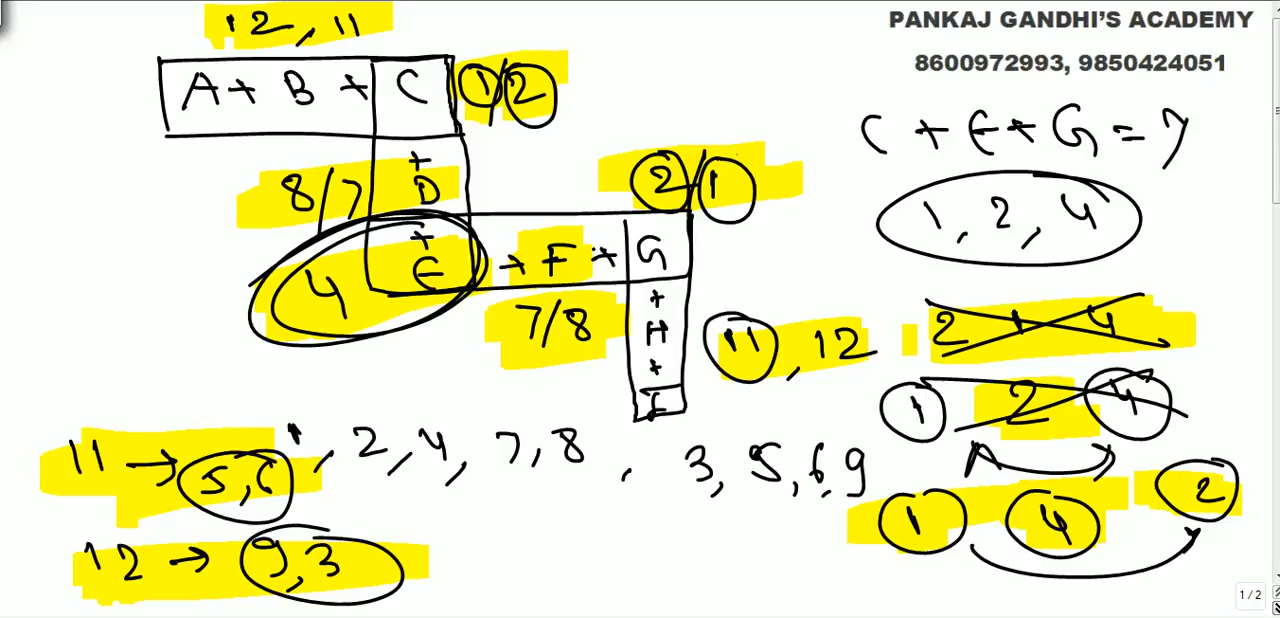 PANKAJ GANDHI'S ACADEMY
8600972993, 9850424051
12, 11
A + B + C 1/2
C + E + G = 7
+
8/7 D 2/1
1, 2, 4
+
4 E + F + G
+
7/8 H 11, 12
2 1 4
+
I
1 2 4
11 → 5,6
1, 2, 4, 7, 8, 3, 5, 6, 9
1 4 2
12 → 9,3
1/2